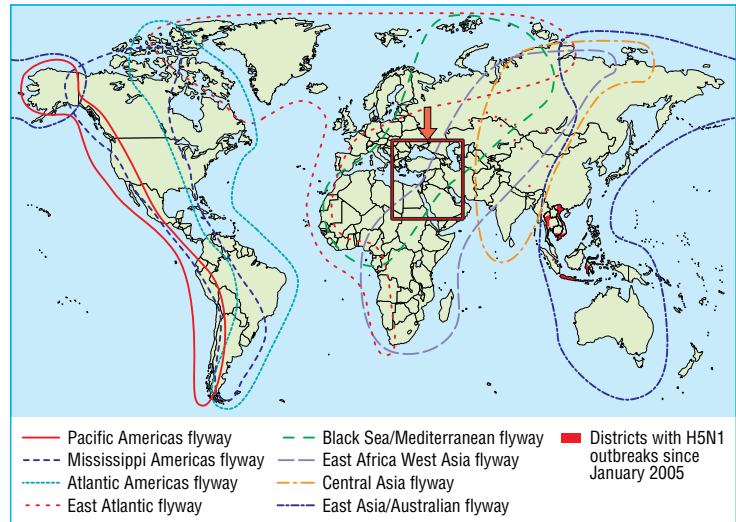 Pacific Americas flyway
Mississippi Americas flyway
Atlantic Americas flyway
East Atlantic flyway
Black Sea/Mediterranean flyway
East Africa West Asia flyway
Central Asia flyway
East Asia/Australian flyway
Districts with H5N1
outbreaks since
January 2005